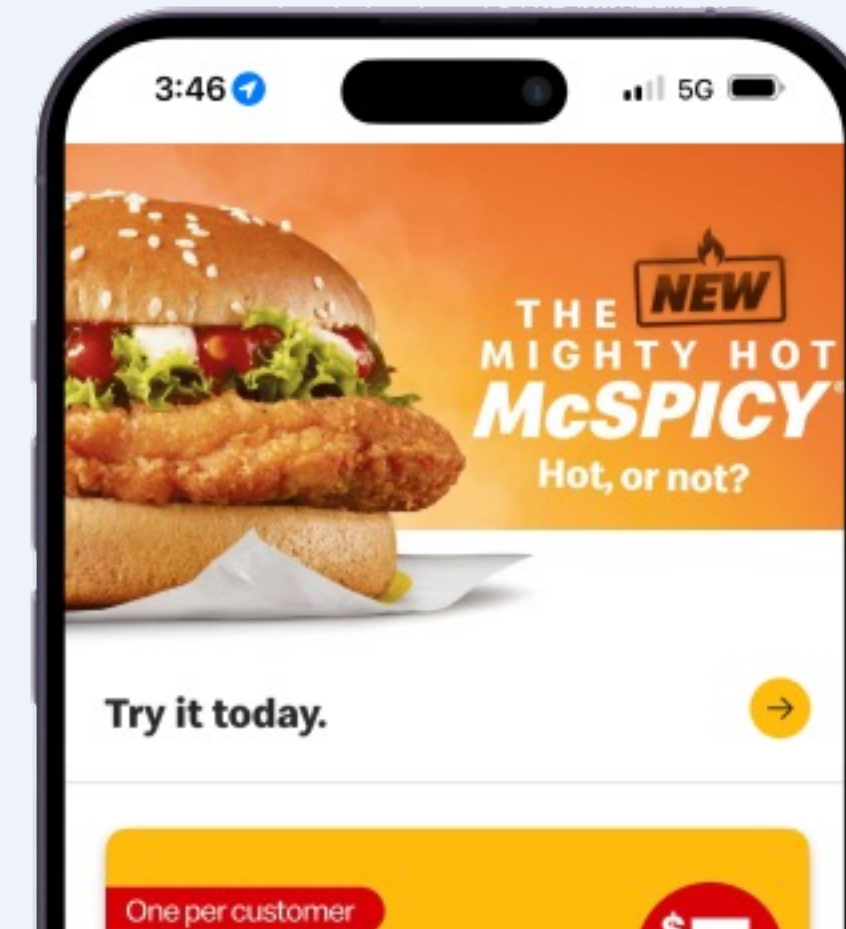 3:46
5G
NEW
THE
MIGHTY HOT
McSPICY®
Hot, or not?
Try it today.
One per customer
$